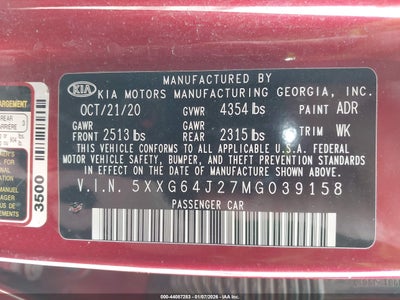 MANUFACTURED BY
KIA KIA MOTORS MANUFACTURING GEORGIA, INC.
OCT/21/20 GVWR 4354 lbs PAINT ADR
GAWR GAWR
FRONT 2513 lbs 2315 lbs TRIM WK
THIS VEHICLE CONFORMS TO ALL APPLICABLE U.S.A. FEDERAL
MOTOR VEHICLE SAFETY, BUMPER, AND THEFT PREVENTION
STANDARDS IN EFFECT ON THE DATE OF MANUFACTURE SHOWN ABOVE.
V.I.N. 5XXG64J27MG039158
PASSENGER CAR
ARGEMENT
REAR
ARRIÈRE
3500
000-44087283 - 01/07/2026 - IAA Inc.